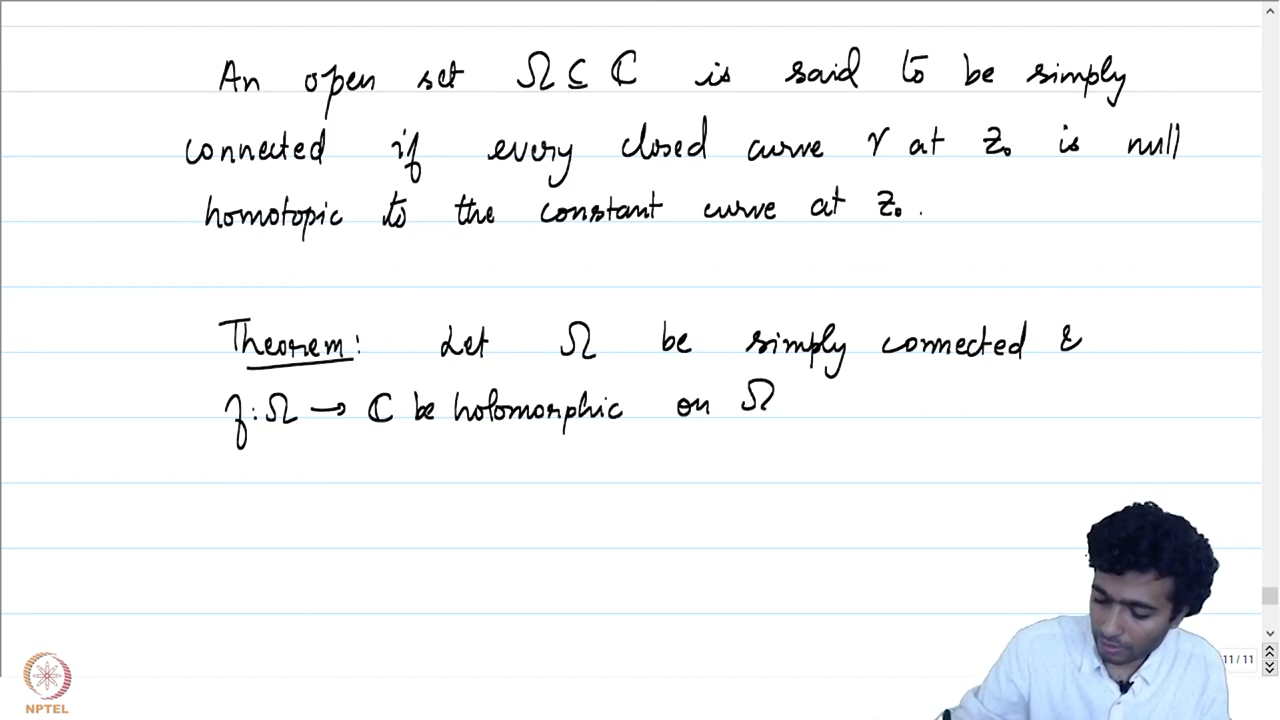 An open set Ω ⊆ ℂ is said to be simply
connected if every closed curve γ at z₀ is null
homotopic to the constant curve at z₀.
Theorem: Let Ω be simply connected &
f: Ω → ℂ be holomorphic on Ω
11 / 11
NPTEL